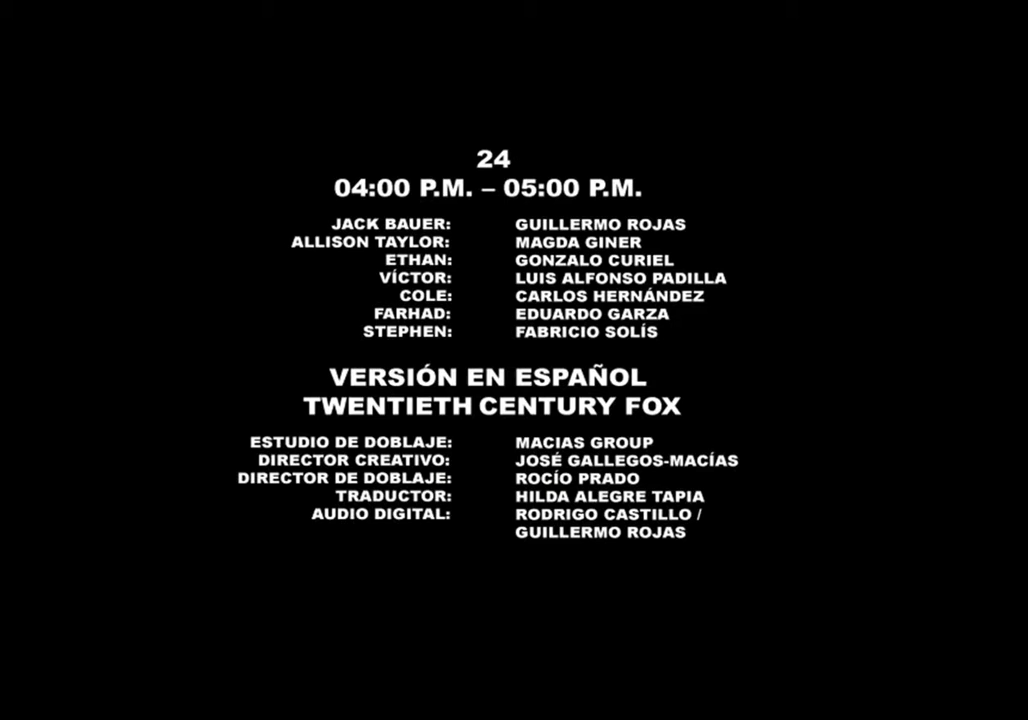 24
04:00 P.M. – 05:00 P.M.
JACK BAUER: GUILLERMO ROJAS
ALLISON TAYLOR: MAGDA GINER
ETHAN: GONZALO CURIEL
VÍCTOR: LUIS ALFONSO PADILLA
COLE: CARLOS HERNÁNDEZ
FARHAD: EDUARDO GARZA
STEPHEN: FABRICIO SOLÍS
VERSIÓN EN ESPAÑOL
TWENTIETH CENTURY FOX
ESTUDIO DE DOBLAJE: MACIAS GROUP
DIRECTOR CREATIVO: JOSÉ GALLEGOS-MACÍAS
DIRECTOR DE DOBLAJE: ROCÍO PRADO
TRADUCTOR: HILDA ALEGRE TAPIA
AUDIO DIGITAL: RODRIGO CASTILLO /
GUILLERMO ROJAS